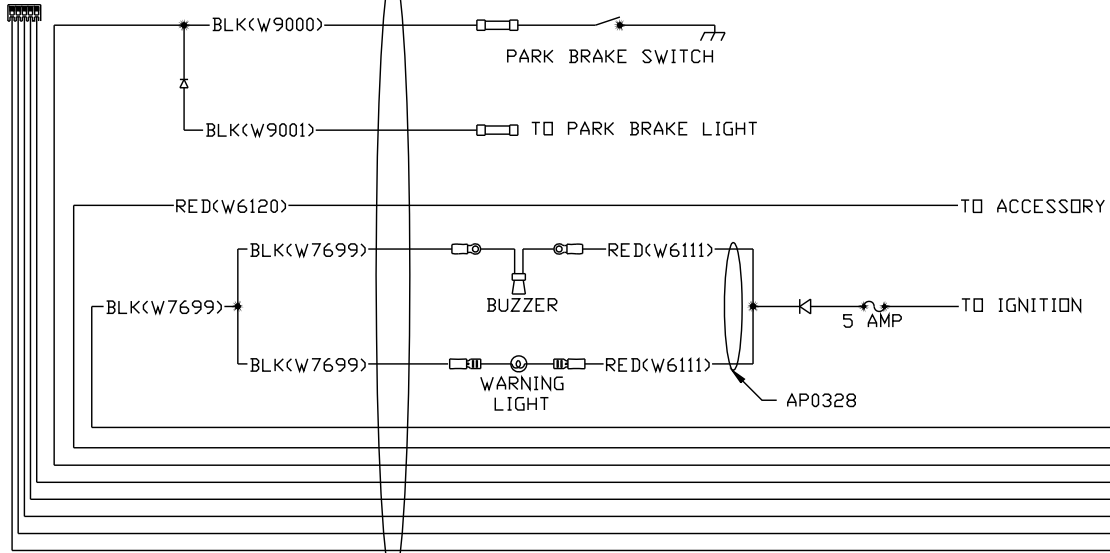 BLK(W9000)
PARK BRAKE SWITCH
BLK(W9001)
TO PARK BRAKE LIGHT
RED(W6120)
TO ACCESSORY
BLK(W7699)
RED(W6111)
BUZZER
BLK(W7699)
TO IGNITION
5 AMP
BLK(W7699)
RED(W6111)
WARNING
LIGHT
AP0328